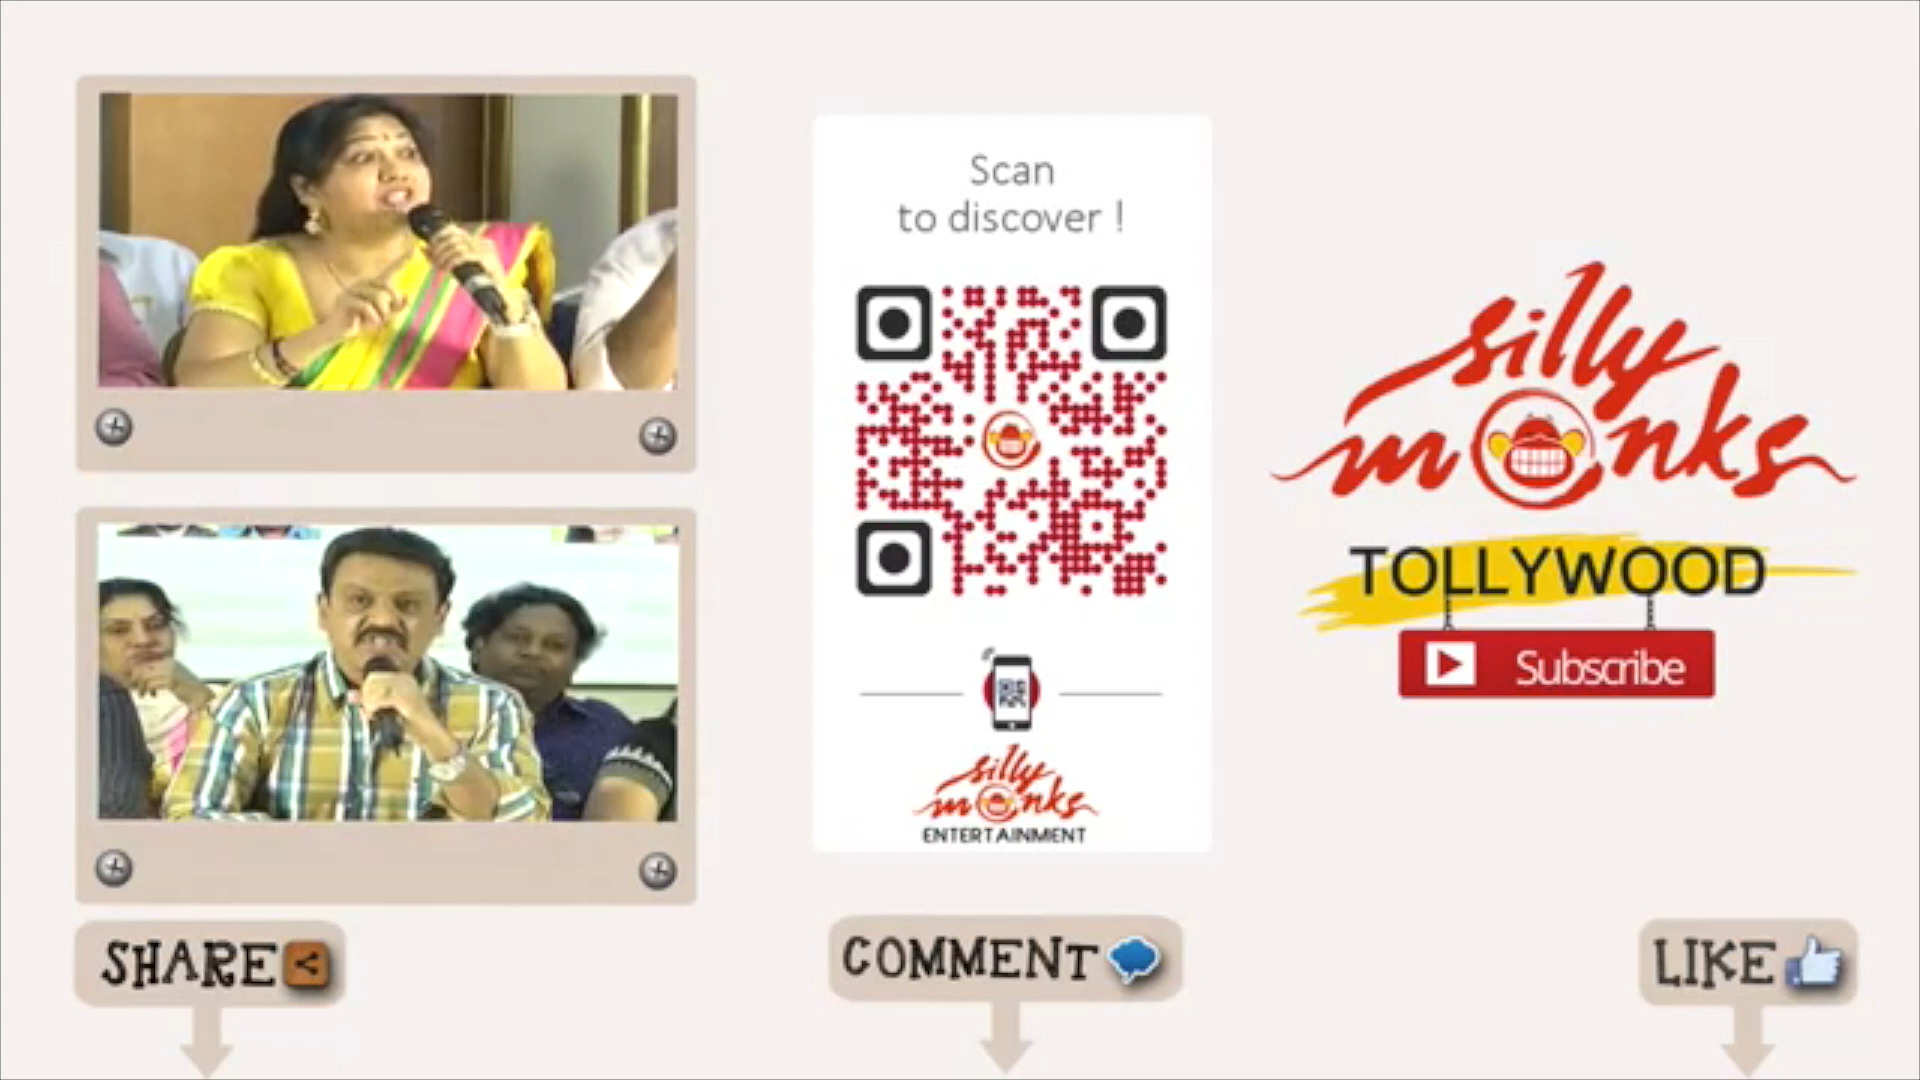 Scan
to discover !
silly
monks
ENTERTAINMENT
silly
monks
TOLLYWOOD
Subscribe
SHARE
COMMENT
LIKE